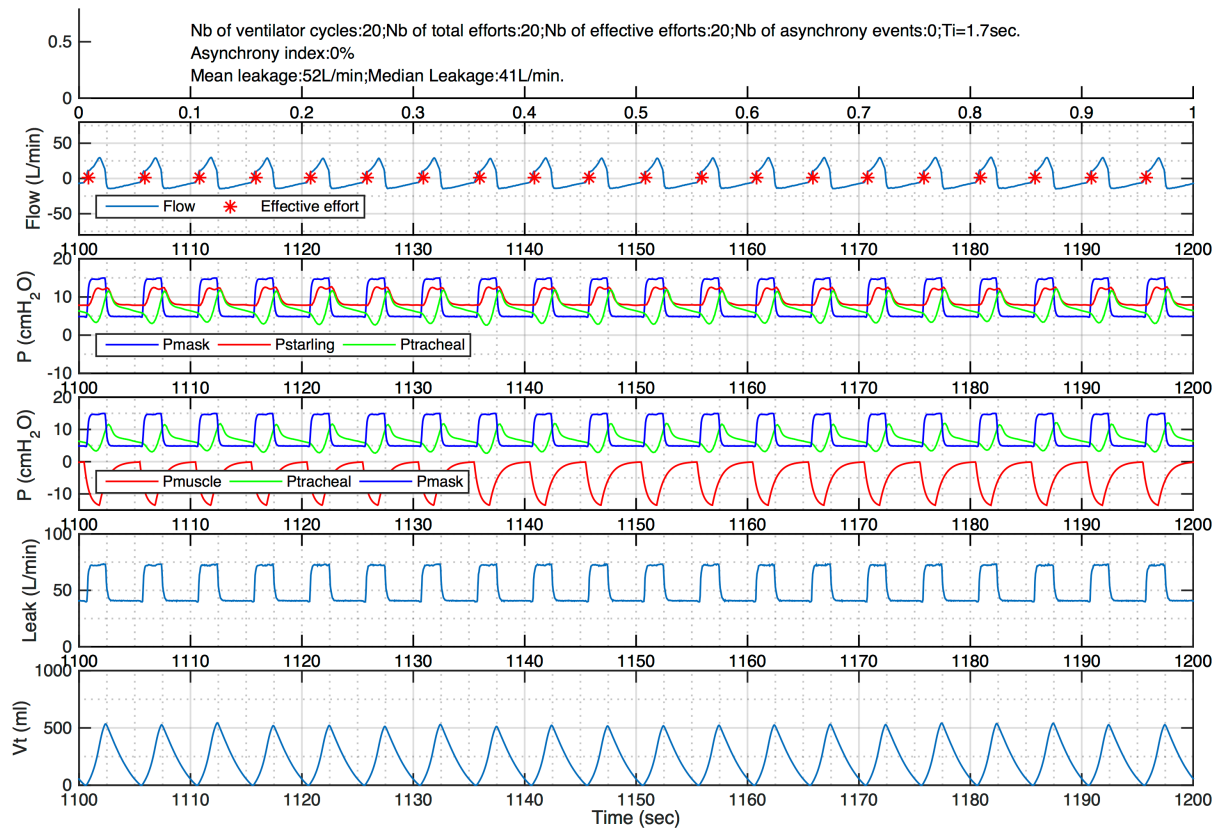 Nb of ventilator cycles:20;Nb of total efforts:20;Nb of effective efforts:20;Nb of asynchrony events:0;Ti=1.7sec.
Asynchrony index:0%
Mean leakage:52L/min;Median Leakage:41L/min.
0.5
0
0 0.1 0.2 0.3 0.4 0.5 0.6 0.7 0.8 0.9 1
Flow (L/min)
50
0
-50
Flow Effective effort
1100 1110 1120 1130 1140 1150 1160 1170 1180 1190 1200
P (cmH2O)
20
10
0
-10
Pmask Pstarling Ptracheal
1100 1110 1120 1130 1140 1150 1160 1170 1180 1190 1200
P (cmH2O)
20
10
0
-10
Pmuscle Ptracheal Pmask
1100 1110 1120 1130 1140 1150 1160 1170 1180 1190 1200
Leak (L/min)
100
50
0
1100 1110 1120 1130 1140 1150 1160 1170 1180 1190 1200
Vt (ml)
1000
500
0
1100 1110 1120 1130 1140 1150 1160 1170 1180 1190 1200
Time (sec)